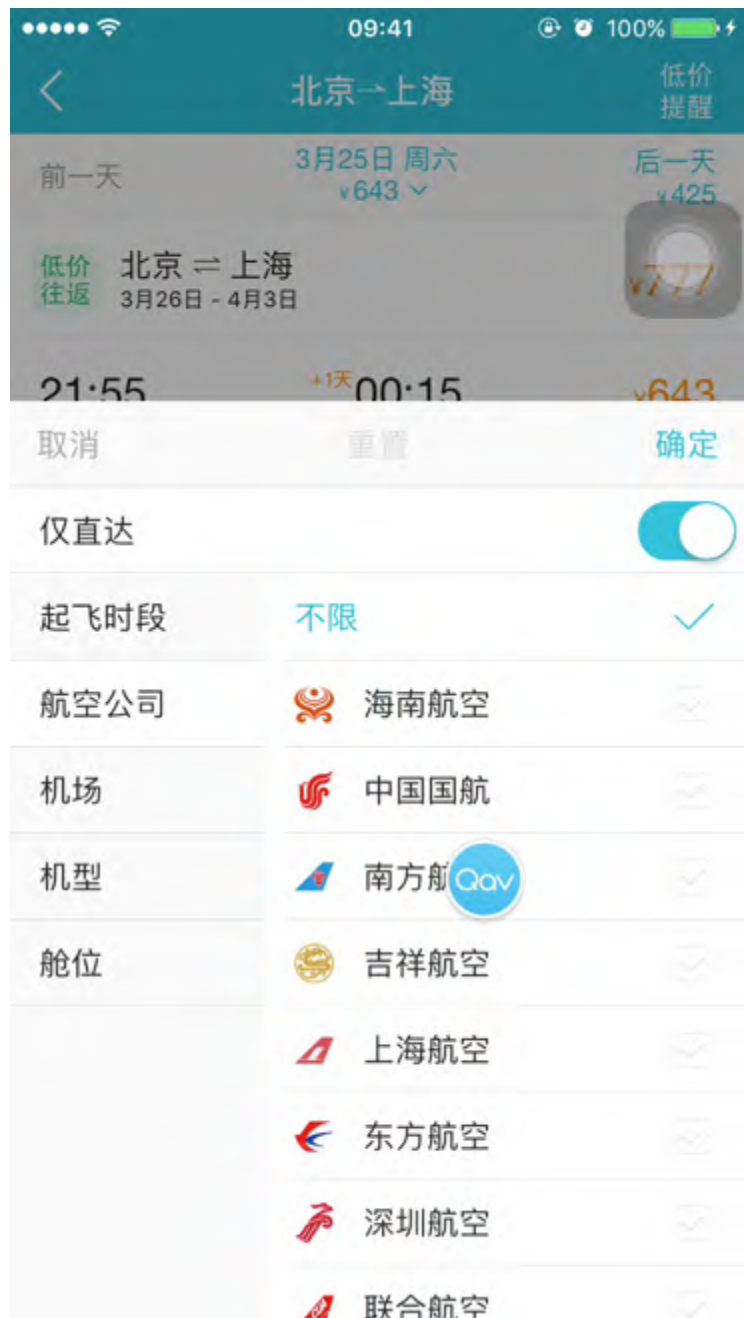 09:41 100%
北京→上海
低价
提醒
前一天
3月25日 周六
¥643
后一天
¥425
低价
往返
北京 ⇌ 上海
3月26日 - 4月3日
¥777
21:55
+1天 00:15
¥643
取消
重置
确定
仅直达
起飞时段
不限
航空公司
海南航空
机场
中国国航
机型
南方航
Qav
舱位
吉祥航空
上海航空
东方航空
深圳航空
联合航空